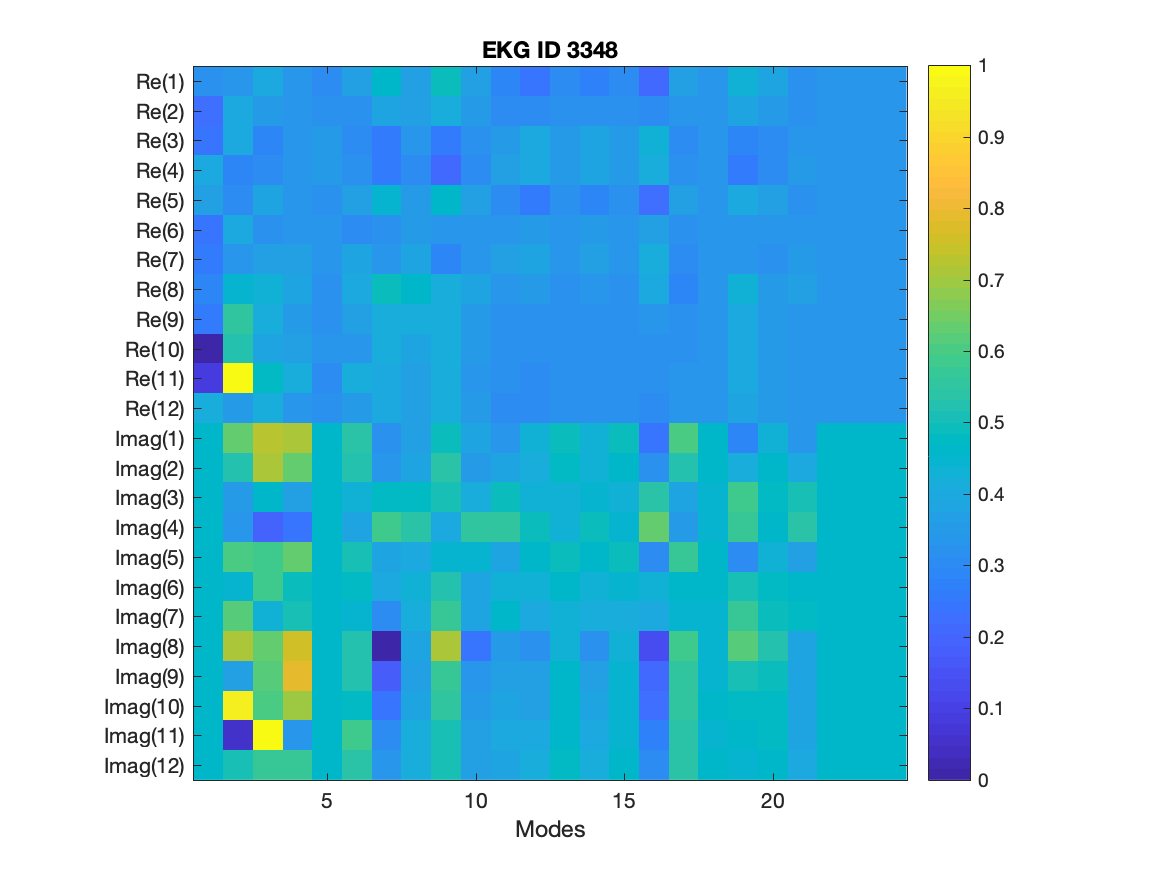 EKG ID 3348
Re(1)
Re(2)
Re(3)
Re(4)
Re(5)
Re(6)
Re(7)
Re(8)
Re(9)
Re(10)
Re(11)
Re(12)
Imag(1)
Imag(2)
Imag(3)
Imag(4)
Imag(5)
Imag(6)
Imag(7)
Imag(8)
Imag(9)
Imag(10)
Imag(11)
Imag(12)
5 10 15 20
Modes
1
0.9
0.8
0.7
0.6
0.5
0.4
0.3
0.2
0.1
0